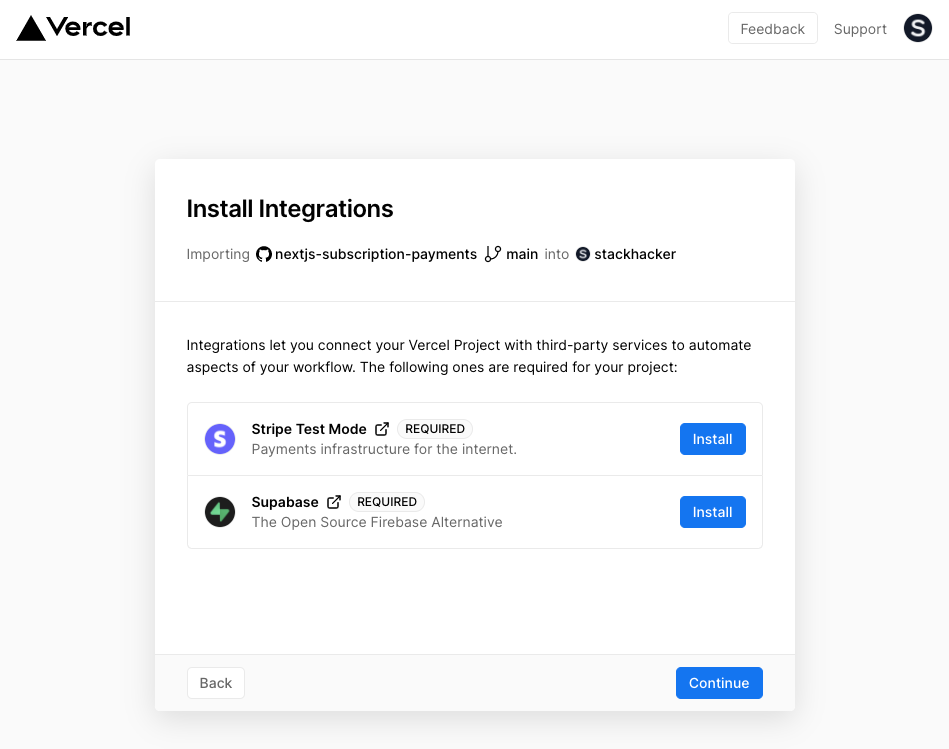 Vercel
Feedback Support S
Install Integrations
Importing nextjs-subscription-payments main into S stackhacker
Integrations let you connect your Vercel Project with third-party services to automate
aspects of your workflow. The following ones are required for your project:
S Stripe Test Mode REQUIRED
Payments infrastructure for the internet.
Install
Supabase REQUIRED
The Open Source Firebase Alternative
Install
Back Continue